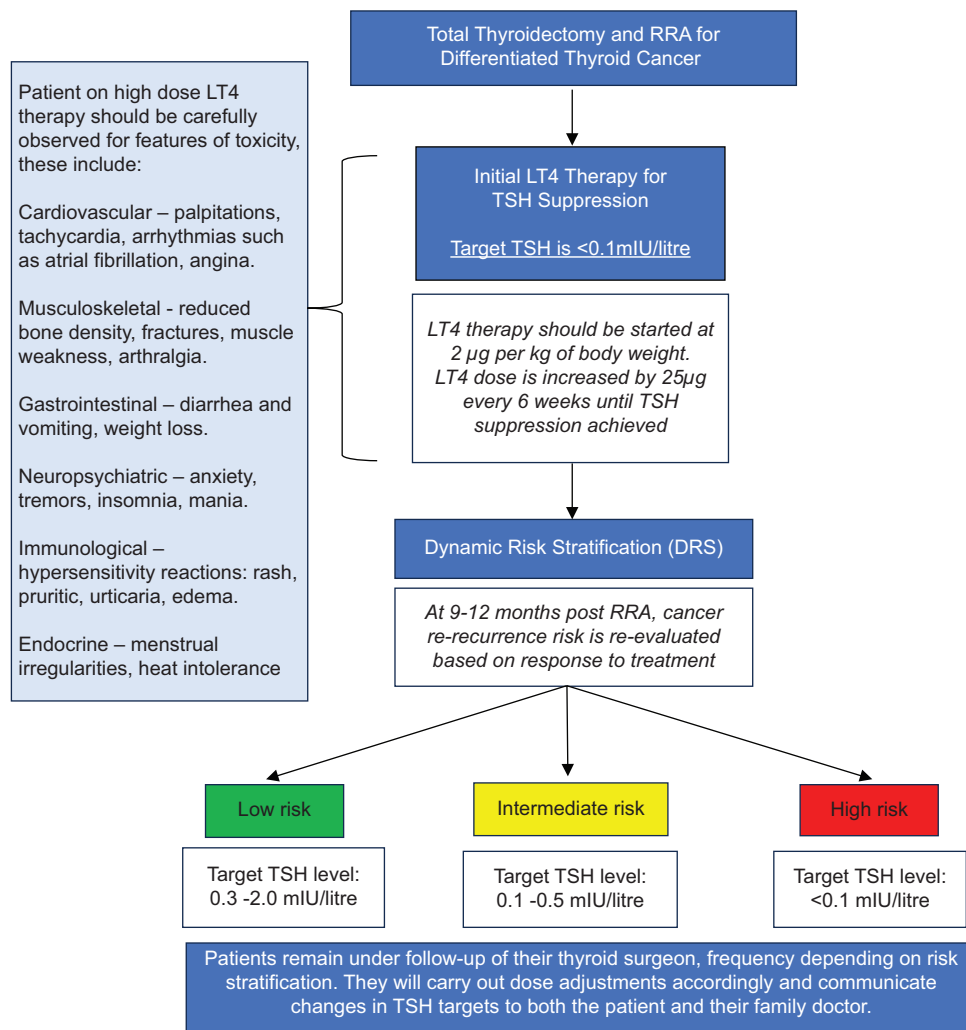 Total Thyroidectomy and RRA for
Differentiated Thyroid Cancer
Patient on high dose LT4
therapy should be carefully
observed for features of toxicity,
these include:
Cardiovascular – palpitations,
tachycardia, arrhythmias such
as atrial fibrillation, angina.
Musculoskeletal - reduced
bone density, fractures, muscle
weakness, arthralgia.
Gastrointestinal – diarrhea and
vomiting, weight loss.
Neuropsychiatric – anxiety,
tremors, insomnia, mania.
Immunological –
hypersensitivity reactions: rash,
pruritic, urticaria, edema.
Endocrine – menstrual
irregularities, heat intolerance
Initial LT4 Therapy for
TSH Suppression
Target TSH is <0.1mIU/litre
LT4 therapy should be started at
2 µg per kg of body weight.
LT4 dose is increased by 25µg
every 6 weeks until TSH
suppression achieved
Dynamic Risk Stratification (DRS)
At 9-12 months post RRA, cancer
re-recurrence risk is re-evaluated
based on response to treatment
Low risk
Target TSH level:
0.3 -2.0 mIU/litre
Intermediate risk
Target TSH level:
0.1 -0.5 mIU/litre
High risk
Target TSH level:
<0.1 mIU/litre
Patients remain under follow-up of their thyroid surgeon, frequency depending on risk
stratification. They will carry out dose adjustments accordingly and communicate
changes in TSH targets to both the patient and their family doctor.